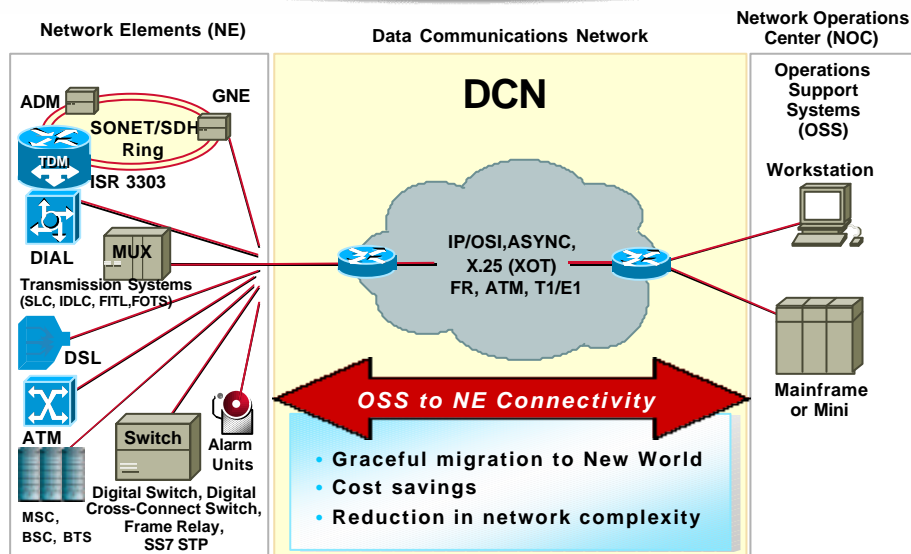 Network Elements (NE)
Data Communications Network
Network Operations
Center (NOC)
ADM
GNE
SONET/SDH
Ring
TDM
ISR 3303
DIAL
MUX
Transmission Systems
(SLC, IDLC, FITL,FOTS)
DSL
ATM
Switch
Alarm
Units
MSC,
BSC, BTS
Digital Switch, Digital
Cross-Connect Switch,
Frame Relay,
SS7 STP
DCN
IP/OSI,ASYNC,
X.25 (XOT)
FR, ATM, T1/E1
OSS to NE Connectivity
• Graceful migration to New World
• Cost savings
• Reduction in network complexity
Operations
Support
Systems
(OSS)
Workstation
Mainframe
or Mini